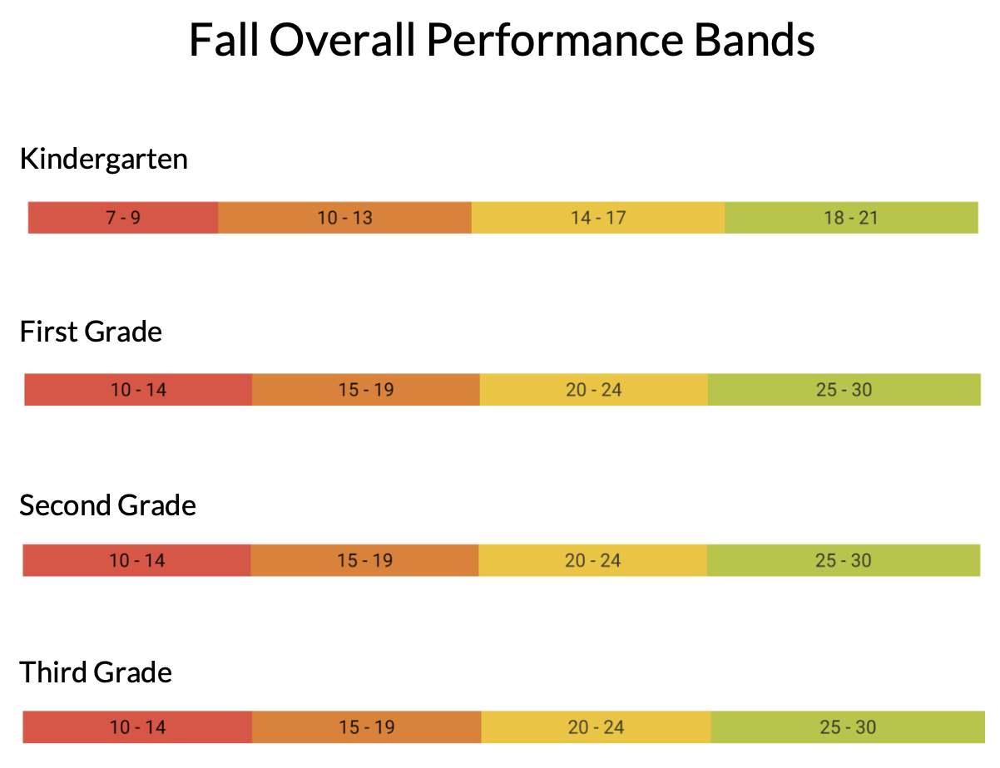 Fall Overall Performance Bands
Kindergarten
7 - 9 10 - 13 14 - 17 18 - 21
First Grade
10 - 14 15 - 19 20 - 24 25 - 30
Second Grade
10 - 14 15 - 19 20 - 24 25 - 30
Third Grade
10 - 14 15 - 19 20 - 24 25 - 30